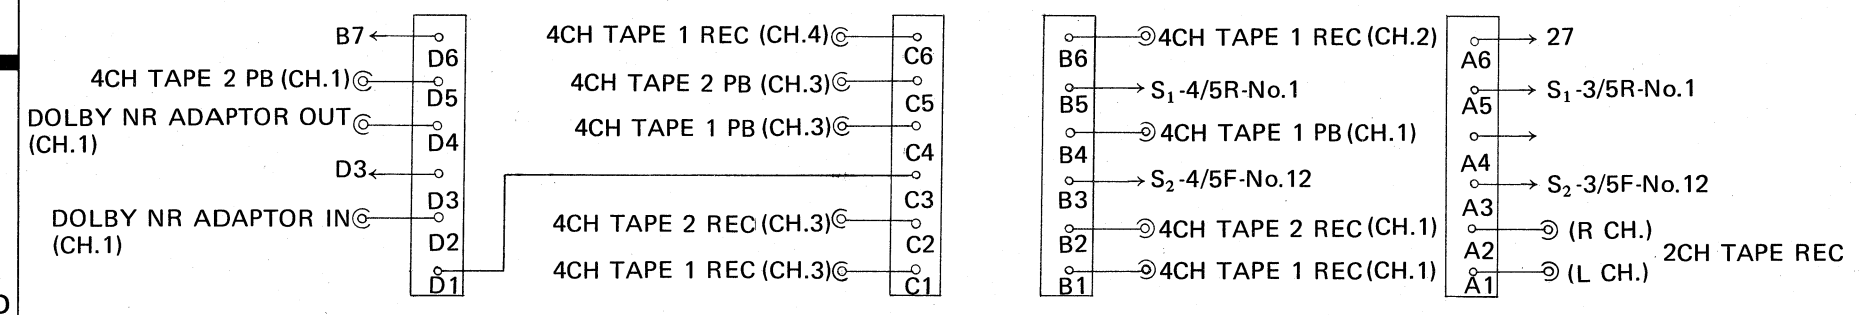 B7
4CH TAPE 2 PB (CH.1)
DOLBY NR ADAPTOR OUT
(CH.1)
D3
DOLBY NR ADAPTOR IN
(CH.1)
D6
D5
D4
D3
D2
D1
4CH TAPE 1 REC (CH.4)
4CH TAPE 2 PB (CH.3)
4CH TAPE 1 PB (CH.3)
4CH TAPE 2 REC (CH.3)
4CH TAPE 1 REC (CH.3)
C6
C5
C4
C3
C2
C1
B6
B5
B4
B3
B2
B1
4CH TAPE 1 REC (CH.2)
S₁-4/5R-No.1
4CH TAPE 1 PB (CH.1)
S₂-4/5F-No.12
4CH TAPE 2 REC (CH.1)
4CH TAPE 1 REC (CH.1)
A6
A5
A4
A3
A2
A1
27
S₁-3/5R-No.1
S₂-3/5F-No.12
(R CH.)
2CH TAPE REC
(L CH.)